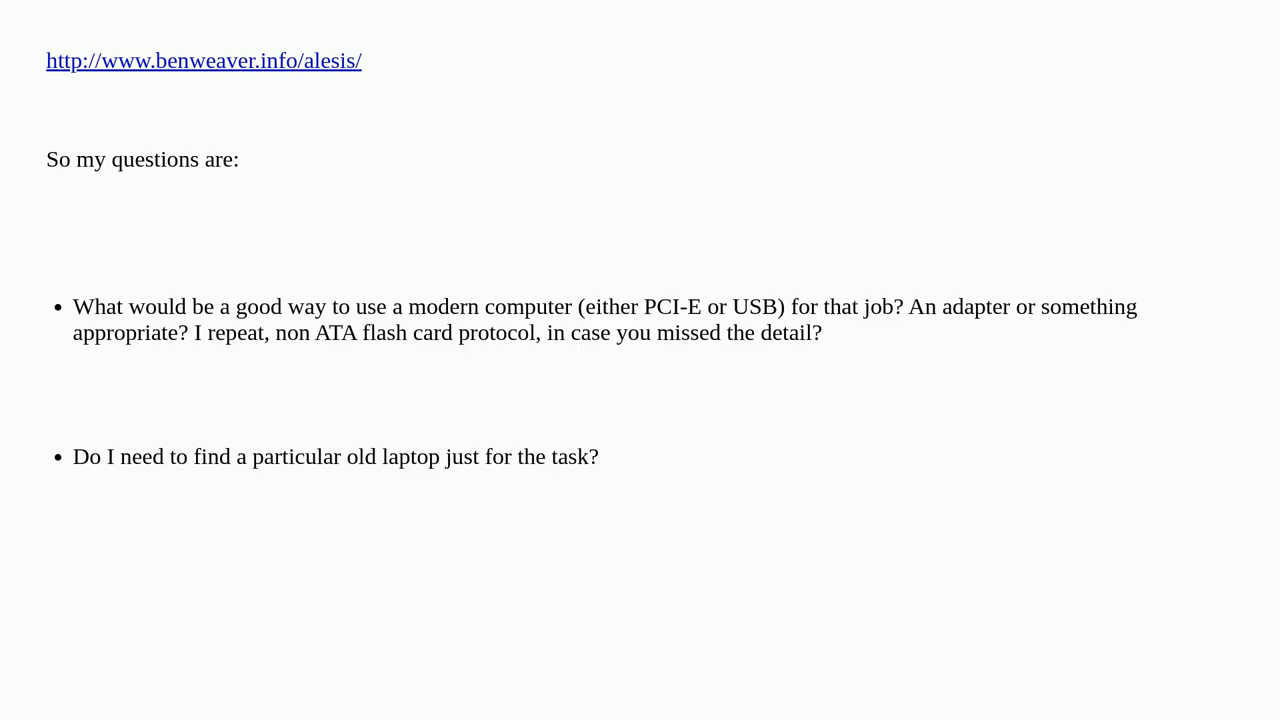 http://www.benweaver.info/alesis/
So my questions are:
• What would be a good way to use a modern computer (either PCI-E or USB) for that job? An adapter or something
appropriate? I repeat, non ATA flash card protocol, in case you missed the detail?
• Do I need to find a particular old laptop just for the task?